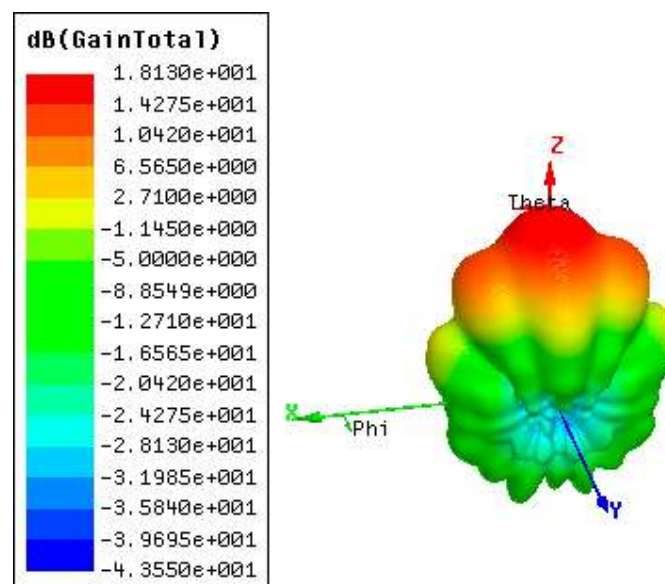 dB(GainTotal)
1.8130e+001
1.4275e+001
1.0420e+001
6.5650e+000
2.7100e+000
-1.1450e+000
-5.0000e+000
-8.8549e+000
-1.2710e+001
-1.6565e+001
-2.0420e+001
-2.4275e+001
-2.8130e+001
-3.1985e+001
-3.5840e+001
-3.9695e+001
-4.3550e+001
Z
Theta
X
Phi
Y